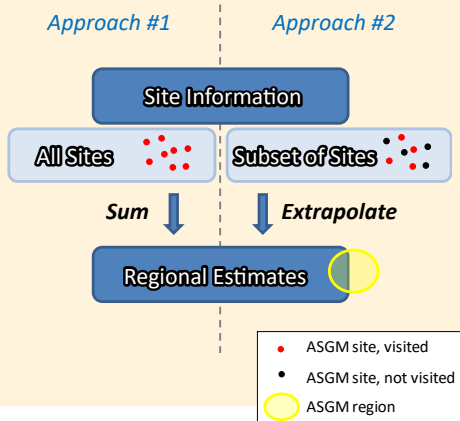 Approach #1
Approach #2
Site Information
All Sites
Subset of Sites
Sum
Extrapolate
Regional Estimates
ASGM site, visited
ASGM site, not visited
ASGM region